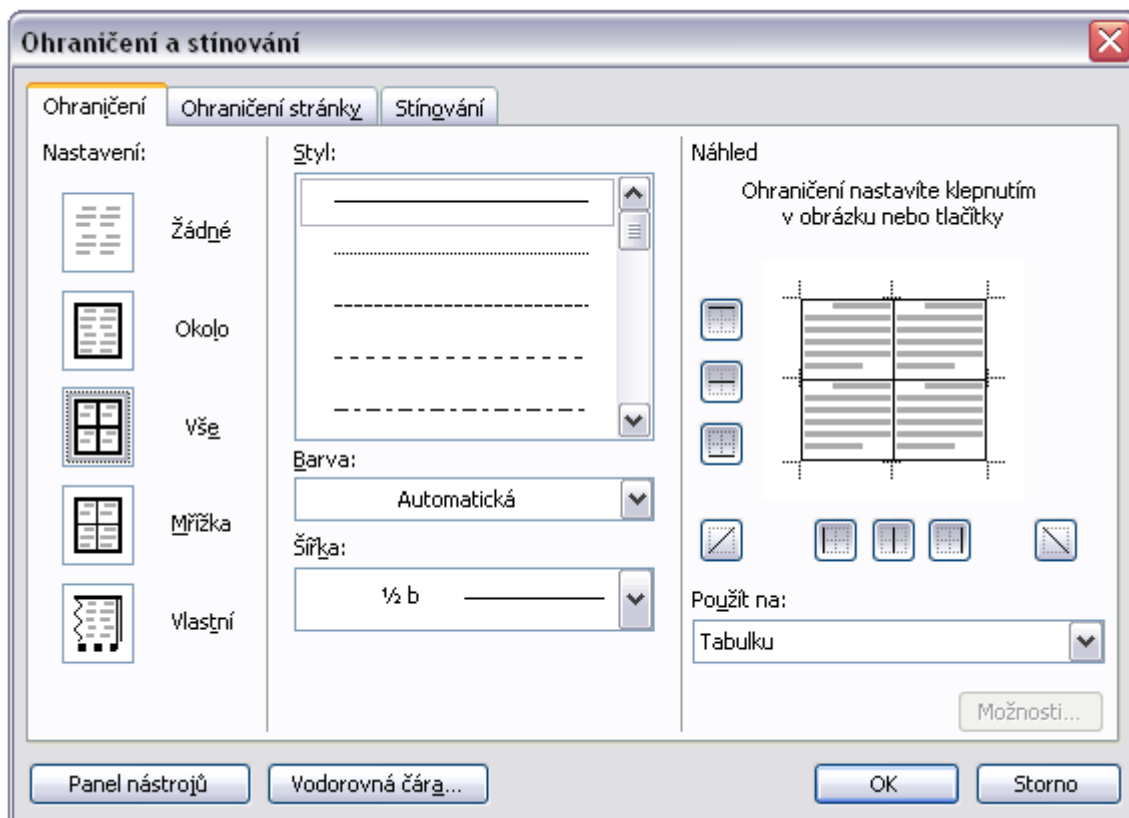 Ohraničení a stínování
Ohraničení
Ohraničení stránky
Stínování
Nastavení:
Žádné
Okolo
Vše
Mřížka
Vlastní
Styl:
Barva:
Automatická
Šířka:
½ b
Náhled
Ohraničení nastavíte klepnutím
v obrázku nebo tlačítky
Použít na:
Tabulku
Možnosti...
Panel nástrojů
Vodorovná čára...
OK
Storno